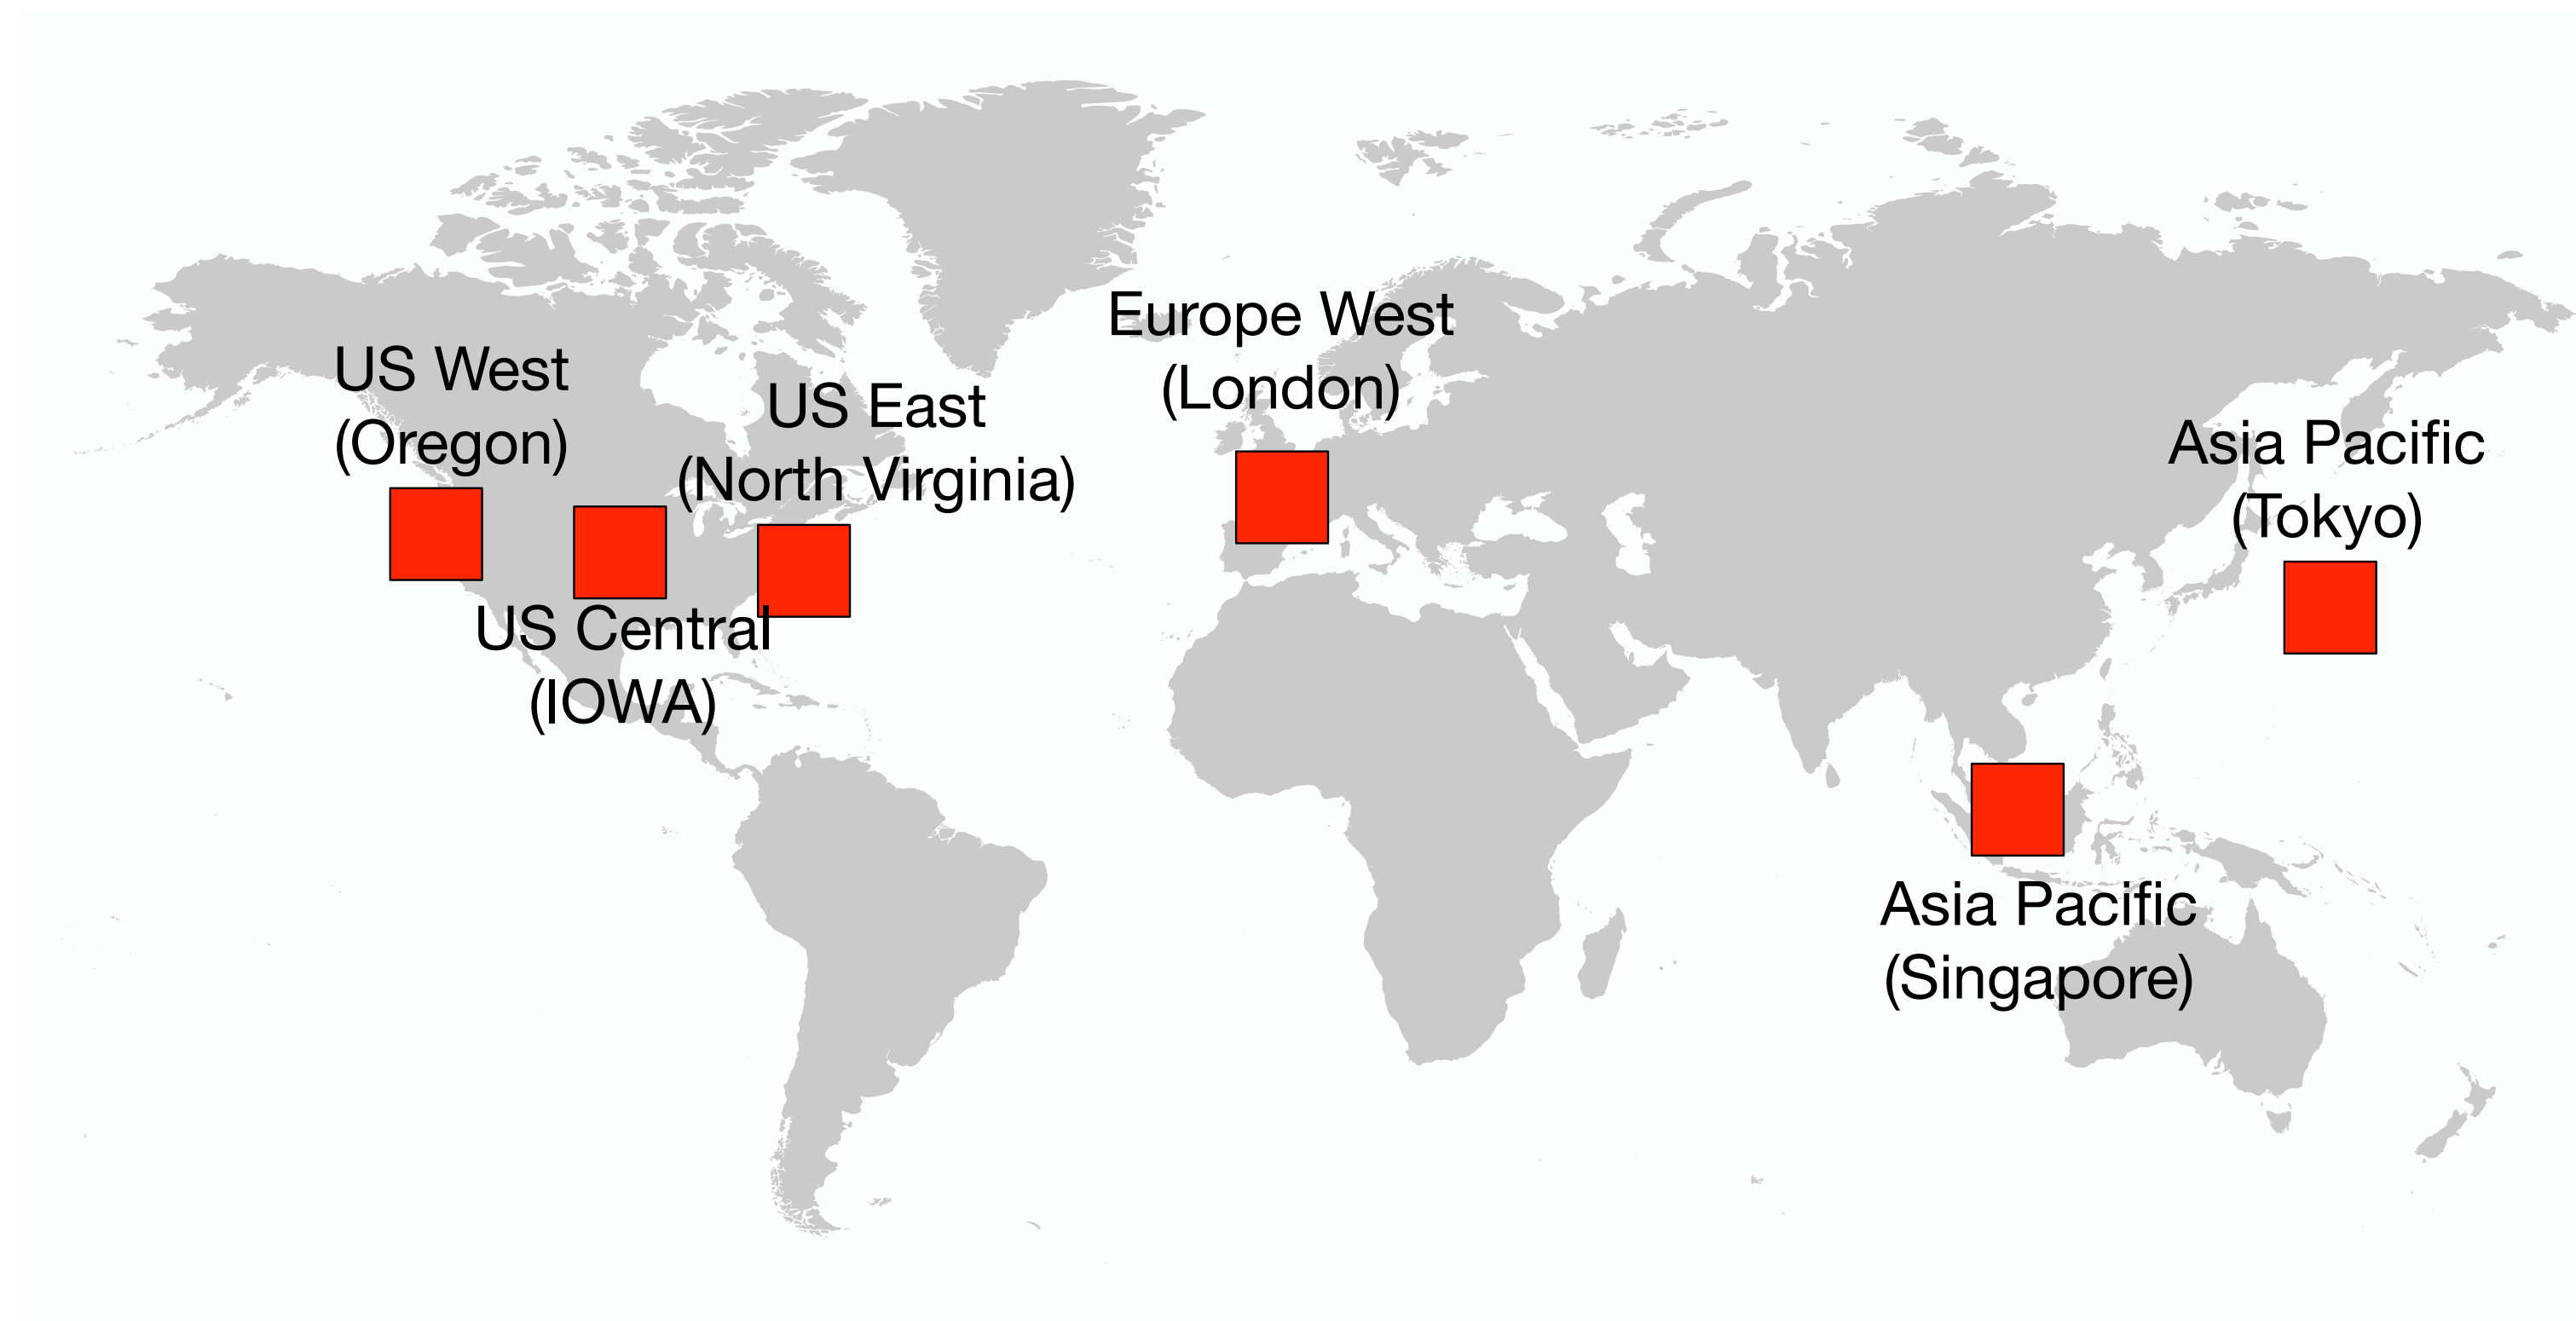 Europe West
(London)
US West
(Oregon)
US East
(North Virginia)
Asia Pacific
(Tokyo)
US Central
(IOWA)
Asia Pacific
(Singapore)